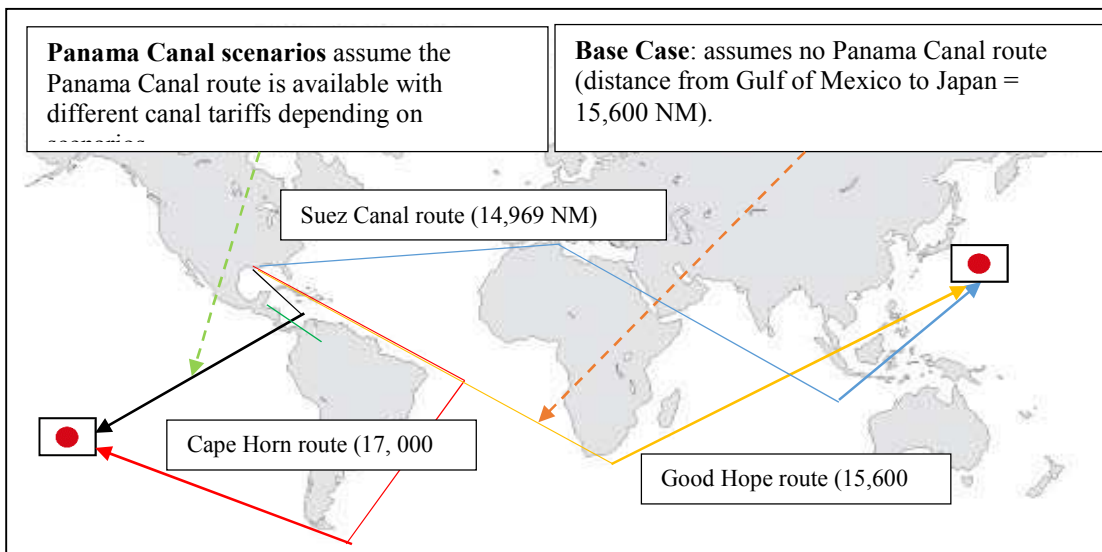 Panama Canal scenarios assume the
Panama Canal route is available with
different canal tariffs depending on
Base Case: assumes no Panama Canal route
(distance from Gulf of Mexico to Japan =
15,600 NM).
Suez Canal route (14,969 NM)
Cape Horn route (17, 000
Good Hope route (15,600